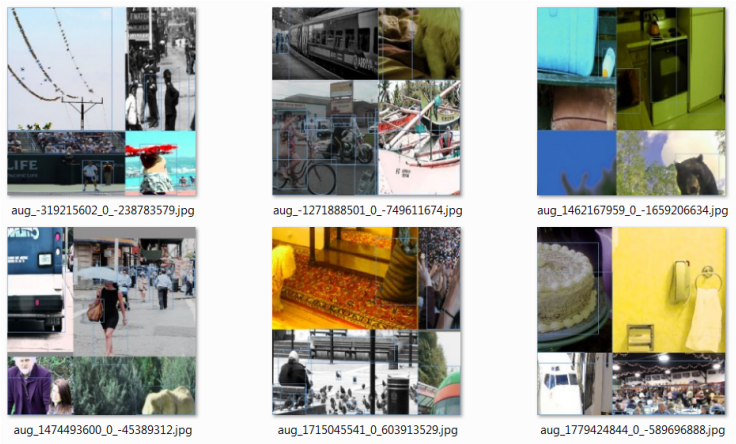 LIFE
aug_-319215602_0_-238783579.jpg
aug_-1271888501_0_-749611674.jpg
aug_1462167959_0_-1659206634.jpg
aug_1474493600_0_-45389312.jpg
aug_1715045541_0_603913529.jpg
aug_1779424844_0_-589696888.jpg